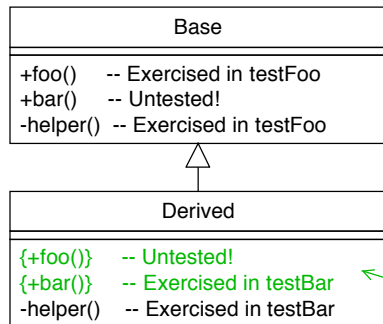 Base
+foo() -- Exercised in testFoo
+bar() -- Untested!
-helper() -- Exercised in testFoo
Derived
{+foo()} -- Untested!
{+bar()} -- Exercised in testBar
-helper() -- Exercised in testBar